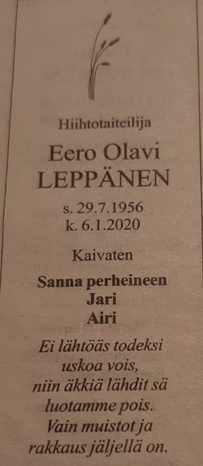 Hiihtotaiteilija
Eero Olavi
LEPPÄNEN
s. 29.7.1956
k. 6.1.2020
Kaivaten
Sanna perheineen
Jari
Airi
Ei lähtöäs todeksi
uskoa vois,
niin äkkiä lähdit sä
luotamme pois.
Vain muistot ja
rakkaus jäljellä on.